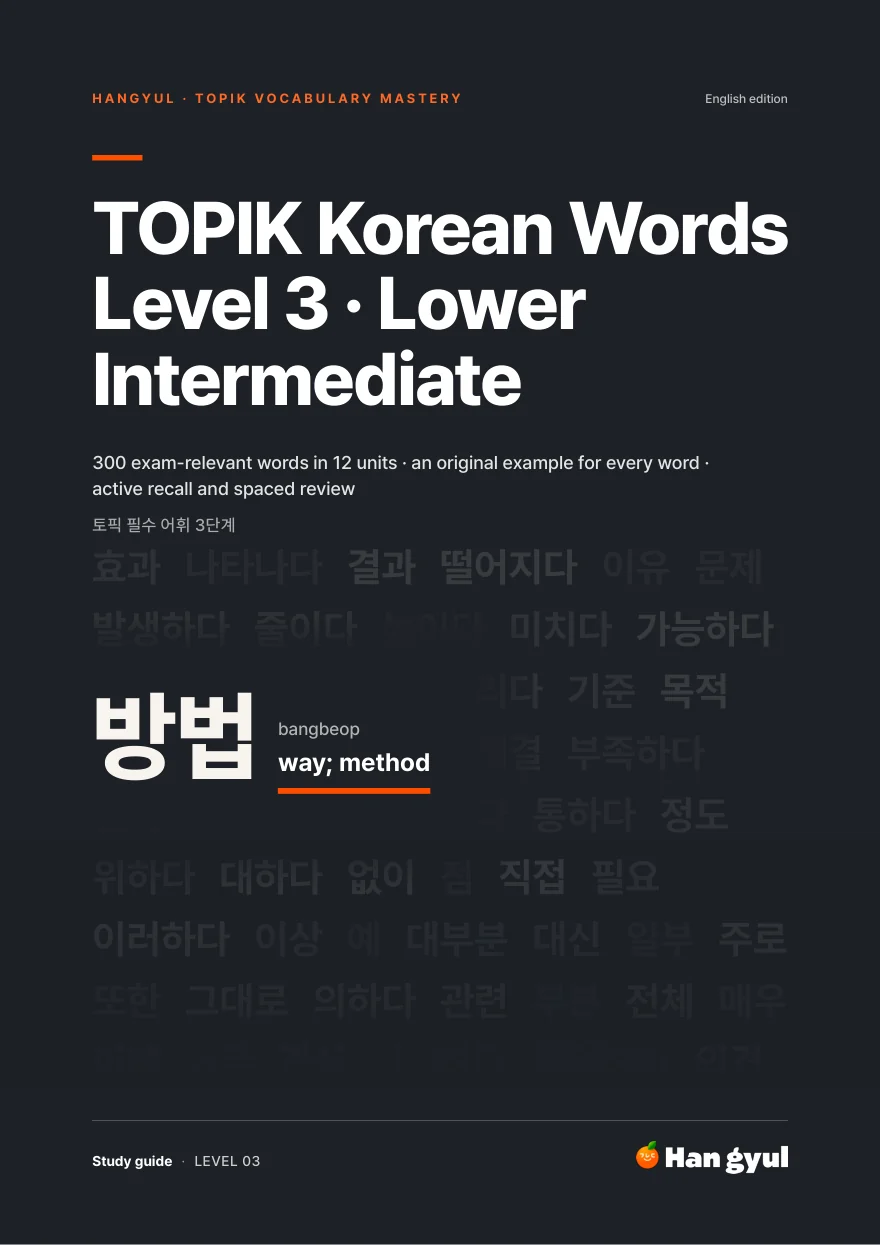 HANGYUL · TOPIK VOCABULARY MASTERY
English edition
TOPIK Korean Words
Level 3 · Lower
Intermediate
300 exam-relevant words in 12 units · an original example for every word ·
active recall and spaced review
토픽 필수 어휘 3단계
효과 나타나다 결과 떨어지다 이유 문제
발생하다 줄이다 높이다 미치다 가능하다
기준 목적
방법
bangbeop
way; method
부족하다
통하다 정도
위하다 대하다 없이 점 직접 필요
이러하다 이상 예 대부분 대신 일부 주로
또한 그대로 의하다 관련 전체 매우
Study guide · LEVEL 03
Han gyul